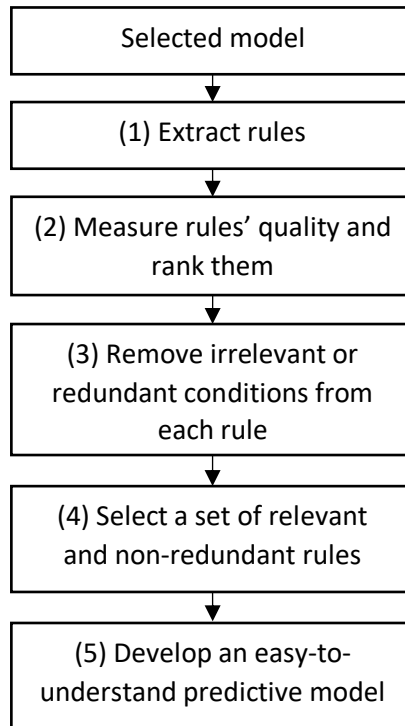 Selected model
(1) Extract rules
(2) Measure rules’ quality and
rank them
(3) Remove irrelevant or
redundant conditions from
each rule
(4) Select a set of relevant
and non-redundant rules
(5) Develop an easy-to-
understand predictive model